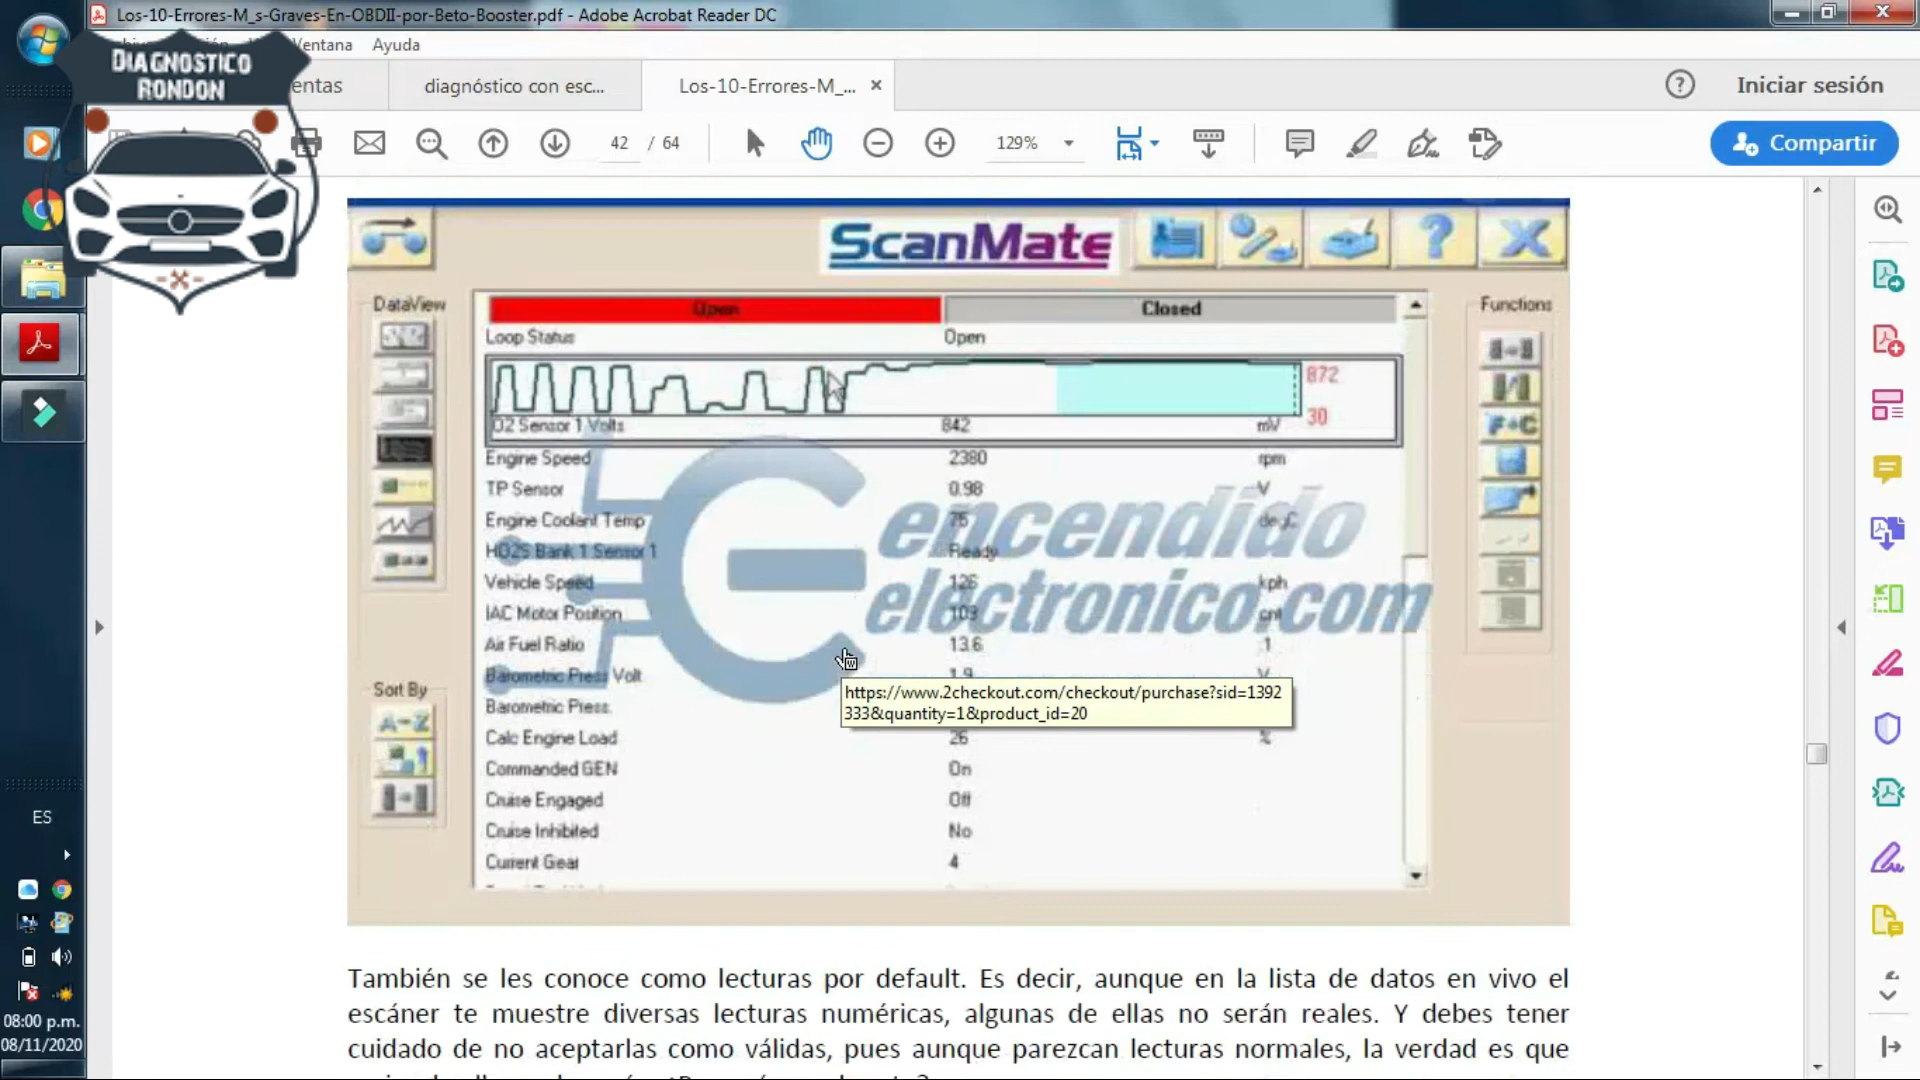 Los-10-Errores-M_s-Graves-En-OBDII-por-Beto-Booster.pdf - Adobe Acrobat Reader DC
Ventana Ayuda
DIAGNOSTICO
RONDON
entas
diagnóstico con esc...
Los-10-Errores-M_...
Iniciar sesión
42 / 64
129%
Compartir
ScanMate
DataView
Functions
Open
Closed
Loop Status Open
872
30
O2 Sensor 1 Volts 842 mV
Engine Speed 2380 rpm
TP Sensor 0.98 V
Engine Coolant Temp 75 degC
HO2S Bank 1 Sensor 1 Ready
Vehicle Speed 126 kph
IAC Motor Position 103 cnt
Air Fuel Ratio 13.6 :1
Barometric Press Volt 1.9 V
Barometric Press.
Calc Engine Load 26 %
Commanded GEN On
Cruise Engaged Off
Cruise Inhibited No
Current Gear 4
encendido
electronico.com
https://www.2checkout.com/checkout/purchase?sid=1392
333&quantity=1&product_id=20
Sort By
A-Z
F C
También se les conoce como lecturas por default. Es decir, aunque en la lista de datos en vivo el
escáner te muestre diversas lecturas numéricas, algunas de ellas no serán reales. Y debes tener
cuidado de no aceptarlas como válidas, pues aunque parezcan lecturas normales, la verdad es que
ES
08:00 p.m.
08/11/2020